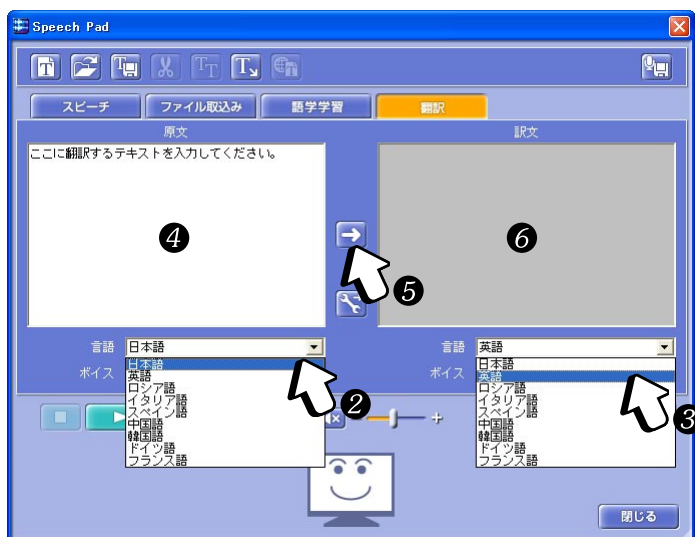 Speech Pad
スピーチ
ファイル取込み
語学学習
翻訳
原文
訳文
ここに翻訳するテキストを入力してください。
4
6
5
言語 日本語
言語 英語
ボイス
日本語
英語
ロシア語
イタリア語
スペイン語
中国語
韓国語
ドイツ語
フランス語
2
ボイス
日本語
英語
ロシア語
イタリア語
スペイン語
中国語
韓国語
ドイツ語
フランス語
3
閉じる